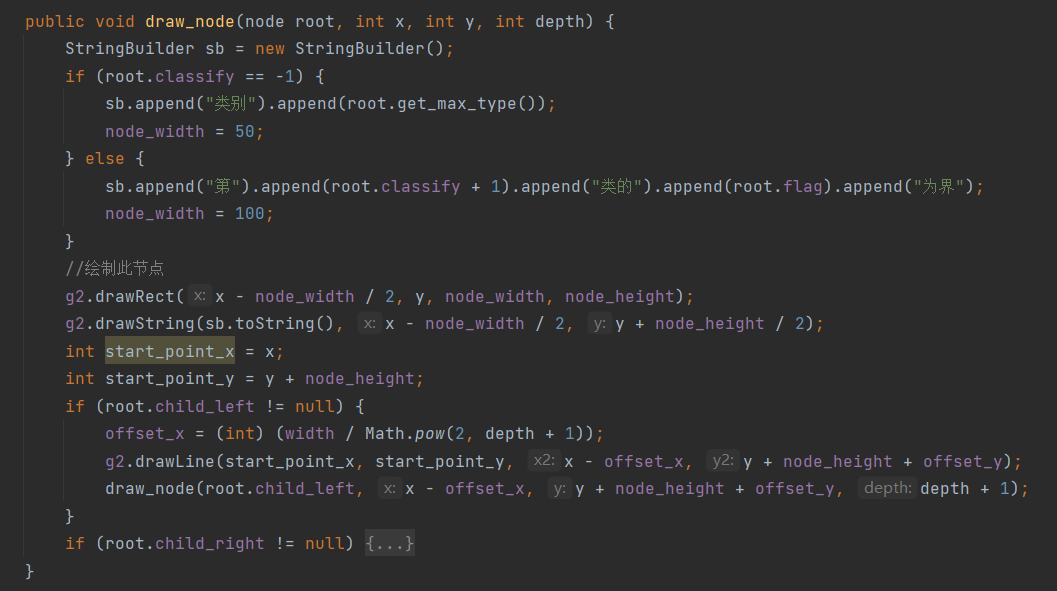 public void draw_node(node root, int x, int y, int depth) {
StringBuilder sb = new StringBuilder();
if (root.classify == -1) {
sb.append("类别").append(root.get_max_type());
node_width = 50;
} else {
sb.append("第").append(root.classify + 1).append("类的").append(root.flag).append("为界");
node_width = 100;
}
//绘制此节点
g2.drawRect( x: x - node_width / 2, y, node_width, node_height);
g2.drawString(sb.toString(), x: x - node_width / 2, y: y + node_height / 2);
int start_point_x = x;
int start_point_y = y + node_height;
if (root.child_left != null) {
offset_x = (int) (width / Math.pow(2, depth + 1));
g2.drawLine(start_point_x, start_point_y, x2: x - offset_x, y2: y + node_height + offset_y);
draw_node(root.child_left, x: x - offset_x, y: y + node_height + offset_y, depth: depth + 1);
}
if (root.child_right != null) {...}
}